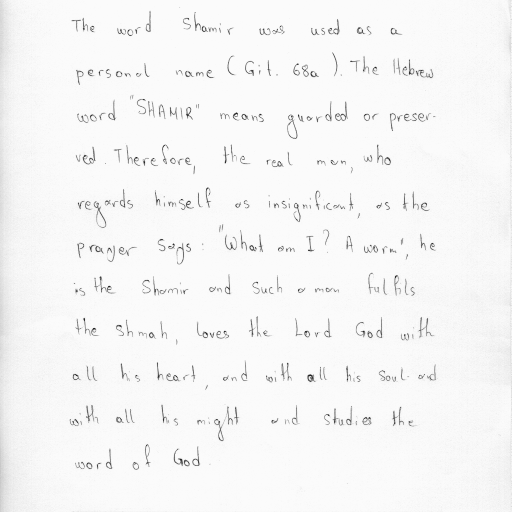 The word Shamir was used as a
personal name (Git. 68a). The Hebrew
word "SHAMIR" means guarded or preser-
ved. Therefore, the real man, who
regards himself as insignificant, as the
prayer says: "What am I? A worm", he
is the Shamir and such a man fulfils
the Shmah, loves the Lord God with
all his heart, and with all his soul and
with all his might and studies the
word of God.